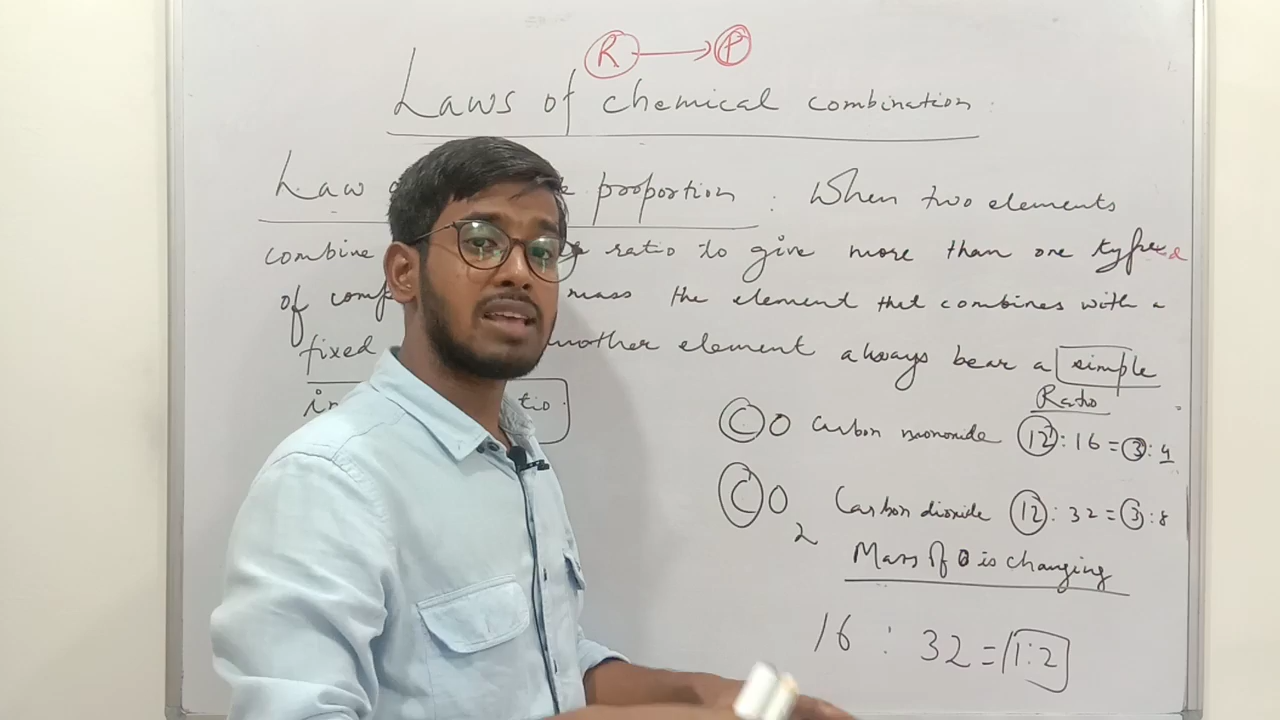 R → P
Laws of chemical combination
Law proportion : When two elements
combine ratio to give more than one
of mass the element that combines with a
fixed another element always bear a simple
Ratio
CO Carbon monoxide 12 : 16 = 3 : 4
CO2 Carbon dioxide 12 : 32 = 3 : 8
Mass of O is changing
16 : 32 = 1:2